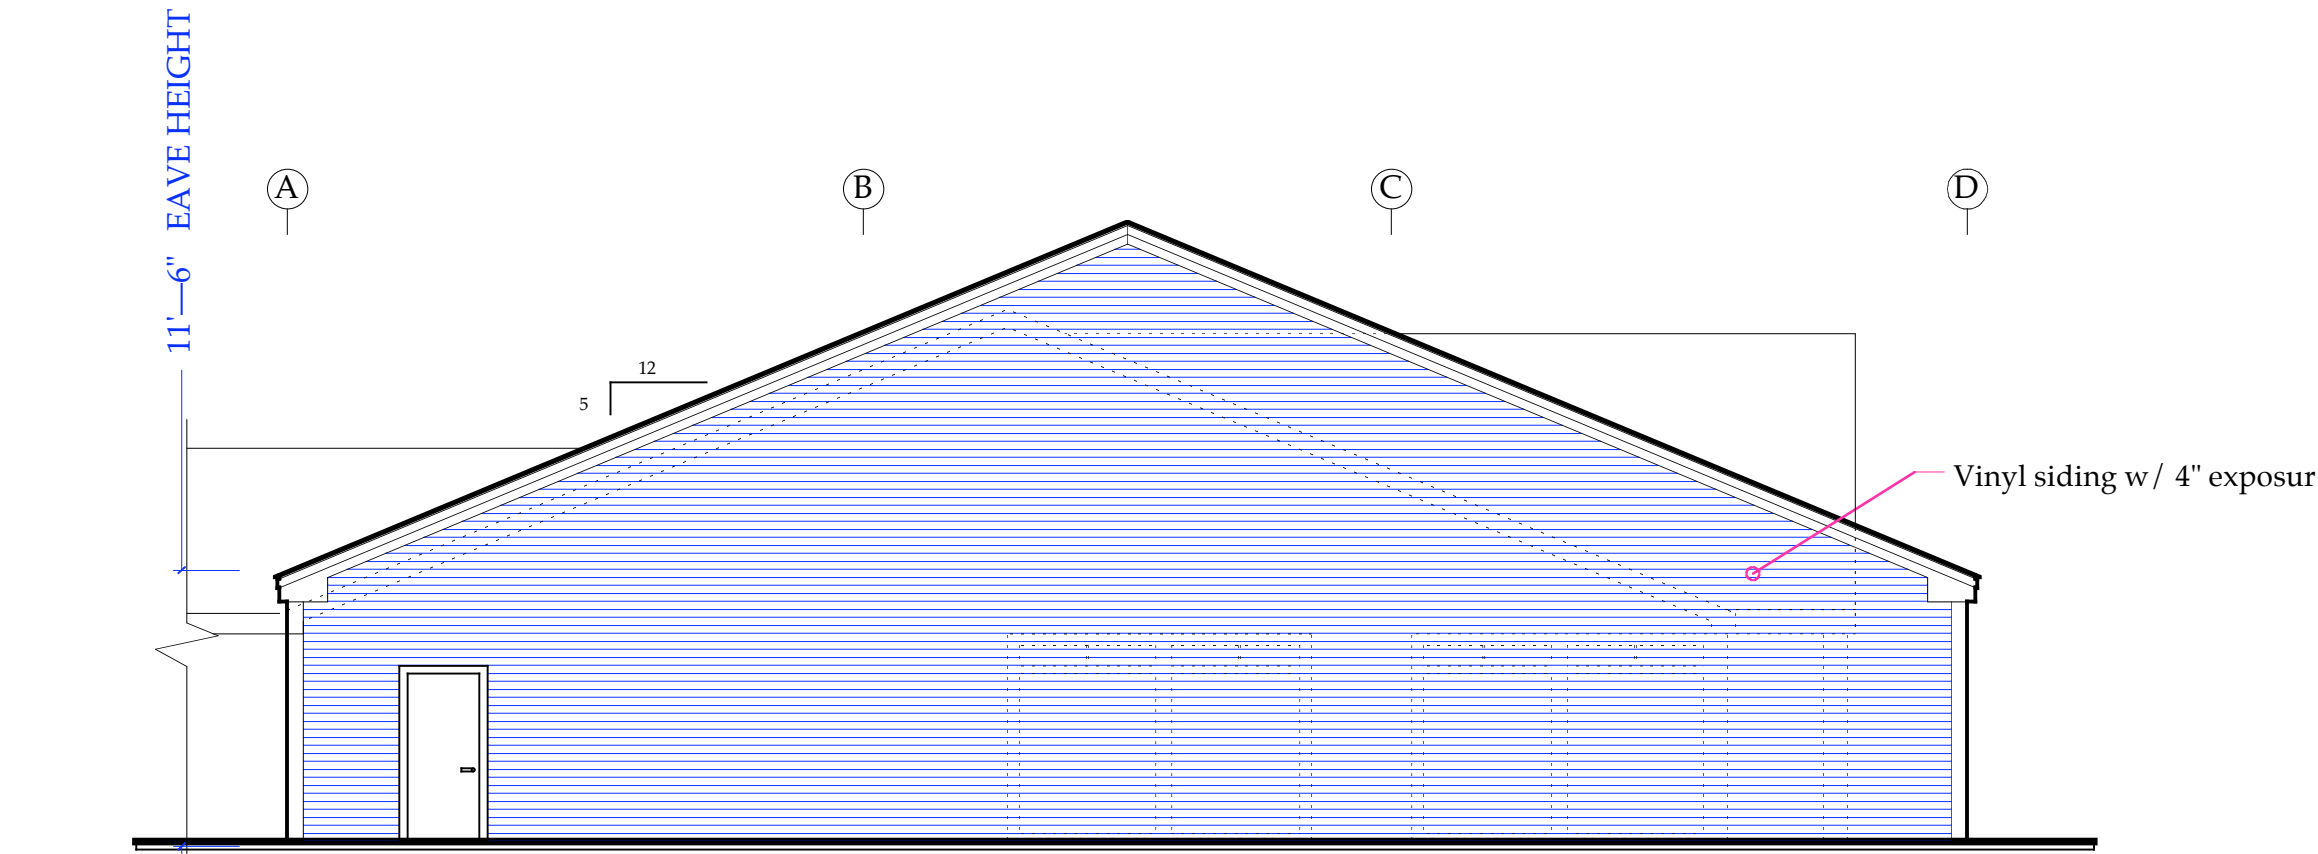 11'—6" EAVE HEIGHT
A
B
C
D
12
5
Vinyl siding w/ 4" exposur